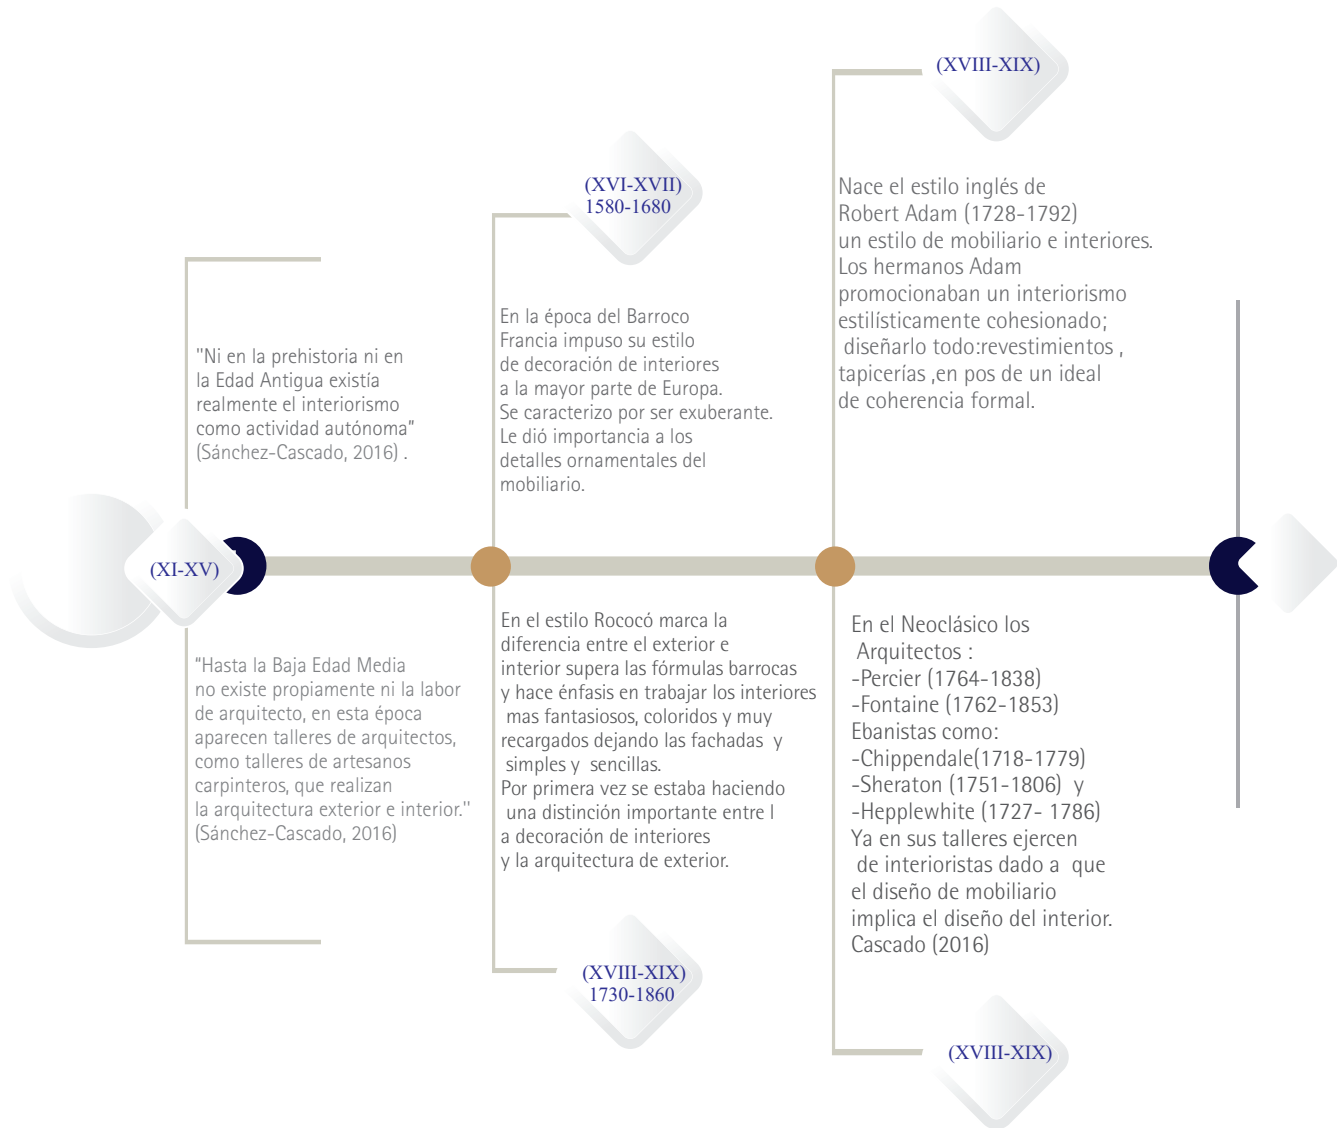 (XI-XV)
"Ni en la prehistoria ni en
la Edad Antigua existía
realmente el interiorismo
como actividad autónoma"
(Sánchez-Cascado, 2016) .
"Hasta la Baja Edad Media
no existe propiamente ni la labor
de arquitecto, en esta época
aparecen talleres de arquitectos,
como talleres de artesanos
carpinteros, que realizan
la arquitectura exterior e interior."
(Sánchez-Cascado, 2016)
(XVI-XVII)
1580-1680
En la época del Barroco
Francia impuso su estilo
de decoración de interiores
a la mayor parte de Europa.
Se caracterizo por ser exuberante.
Le dió importancia a los
detalles ornamentales del
mobiliario.
En el estilo Rococó marca la
diferencia entre el exterior e
interior supera las fórmulas barrocas
y hace énfasis en trabajar los interiores
mas fantasiosos, coloridos y muy
recargados dejando las fachadas y
simples y sencillas.
Por primera vez se estaba haciendo
una distinción importante entre l
a decoración de interiores
y la arquitectura de exterior.
(XVIII-XIX)
1730-1860
(XVIII-XIX)
Nace el estilo inglés de
Robert Adam (1728-1792)
un estilo de mobiliario e interiores.
Los hermanos Adam
promocionaban un interiorismo
estilísticamente cohesionado;
diseñarlo todo:revestimientos ,
tapicerías ,en pos de un ideal
de coherencia formal.
En el Neoclásico los
Arquitectos :
-Percier (1764-1838)
-Fontaine (1762-1853)
Ebanistas como:
-Chippendale(1718-1779)
-Sheraton (1751-1806) y
-Hepplewhite (1727- 1786)
Ya en sus talleres ejercen
de interioristas dado a que
el diseño de mobiliario
implica el diseño del interior.
Cascado (2016)
(XVIII-XIX)